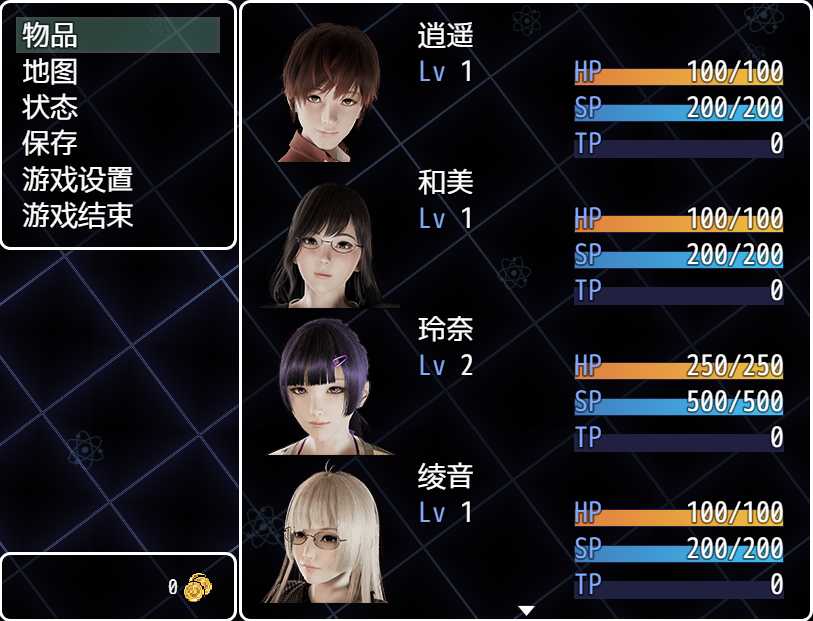 物品
地图
状态
保存
游戏设置
游戏结束
0
逍遥
Lv 1
HP 100/100
SP 200/200
TP 0
和美
Lv 1
HP 100/100
SP 200/200
TP 0
玲奈
Lv 2
HP 250/250
SP 500/500
TP 0
绫音
Lv 1
HP 100/100
SP 200/200
TP 0